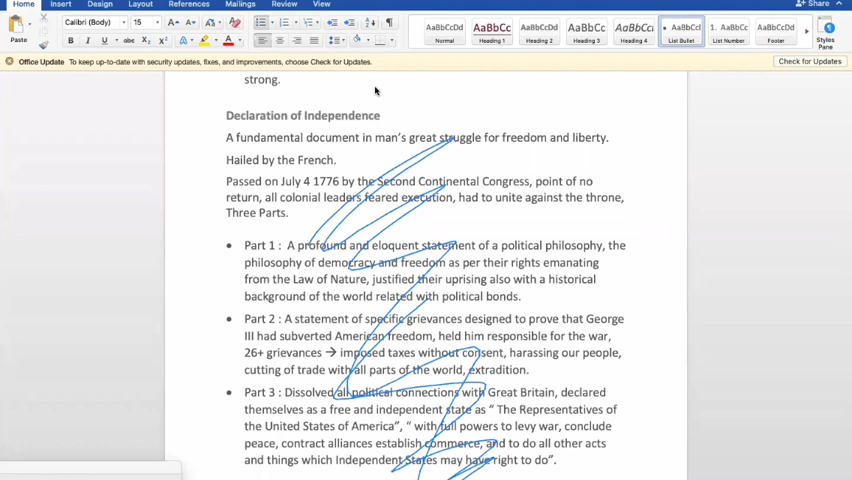 Home Insert Design Layout References Mailings Review View Share
Paste Calibri (Body) 15
B I U abc X₂ X² A A
AaBbCcDd AaBbCc AaBbCcDd AaBbCcDc AaBbCcDc AaBbCcI AaBbCcDc AaBbCcDd
Normal Heading 1 Heading 2 Heading 3 Heading 4 List Bullet 1. List Number Footer Styles Pane
Office Update To keep up-to-date with security updates, fixes, and improvements, choose Check for Updates. Check for Updates
strong.
Declaration of Independence
A fundamental document in man's great struggle for freedom and liberty.
Hailed by the French.
Passed on July 4 1776 by the Second Continental Congress, point of no
return, all colonial leaders feared execution, had to unite against the throne,
Three Parts.
• Part 1 : A profound and eloquent statement of a political philosophy, the
philosophy of democracy and freedom as per their rights emanating
from the Law of Nature, justified their uprising also with a historical
background of the world related with political bonds.
• Part 2 : A statement of specific grievances designed to prove that George
III had subverted American freedom, held him responsible for the war,
26+ grievances → imposed taxes without consent, harassing our people,
cutting of trade with all parts of the world, extradition.
• Part 3 : Dissolved all political connections with Great Britain, declared
themselves as a free and independent state as “ The Representatives of
the United States of America”, “ with full powers to levy war, conclude
peace, contract alliances establish commerce, and to do all other acts
and things which Independent States may have right to do”.